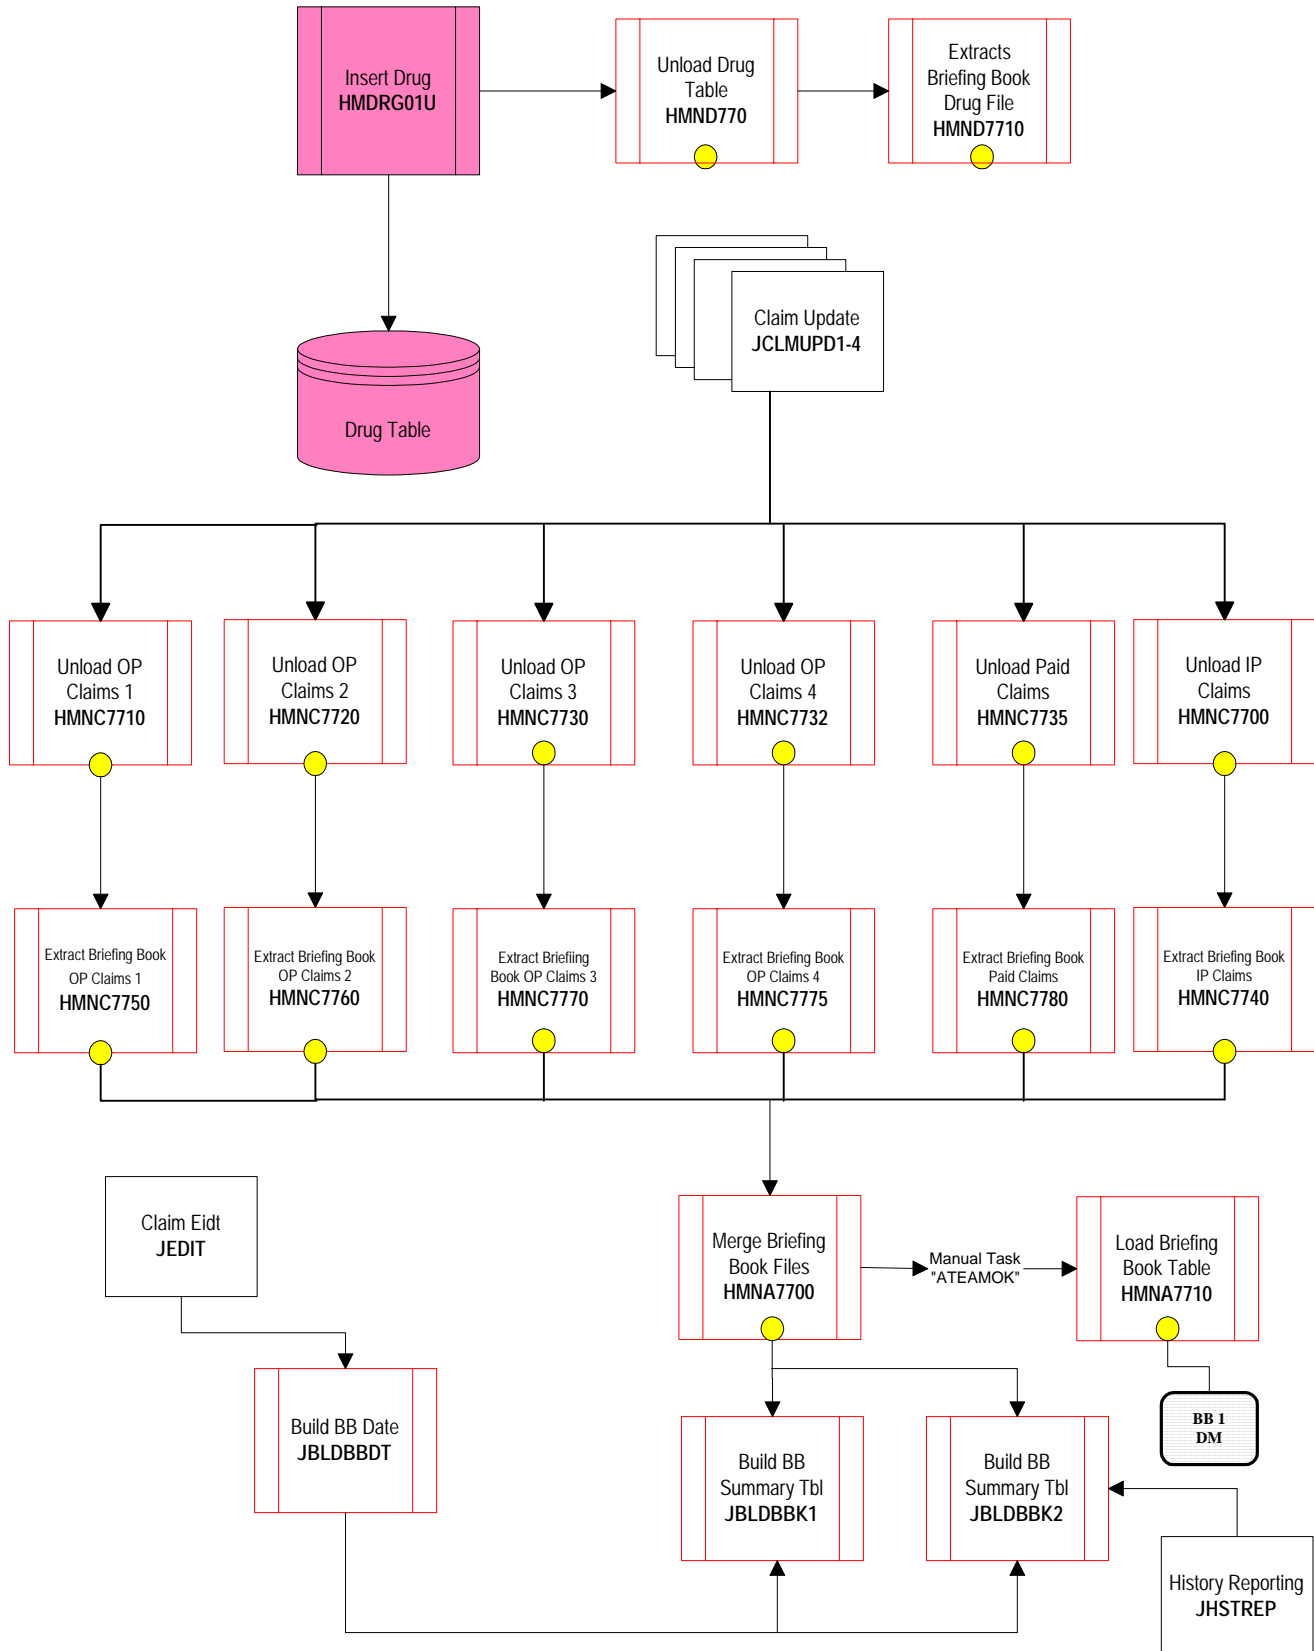 Insert Drug
HMDRG01U
Unload Drug
Table
HMND770
Extracts
Briefing Book
Drug File
HMND7710
Drug Table
Claim Update
JCLMUPD1-4
Unload OP
Claims 1
HMNC7710
Unload OP
Claims 2
HMNC7720
Unload OP
Claims 3
HMNC7730
Unload OP
Claims 4
HMNC7732
Unload Paid
Claims
HMNC7735
Unload IP
Claims
HMNC7700
Extract Briefing Book
OP Claims 1
HMNC7750
Extract Briefing Book
OP Claims 2
HMNC7760
Extract Briefiing
Book OP Claims 3
HMNC7770
Extract Briefing Book
OP Claims 4
HMNC7775
Extract Briefing Book
Paid Claims
HMNC7780
Extract Briefing Book
IP Claims
HMNC7740
Claim Eidt
JEDIT
Merge Briefing
Book Files
HMNA7700
Manual Task
"ATEAMOK"
Load Briefing
Book Table
HMNA7710
Build BB Date
JBLDBBDT
Build BB
Summary Tbl
JBLDBBK1
Build BB
Summary Tbl
JBLDBBK2
BB 1
DM
History Reporting
JHSTREP